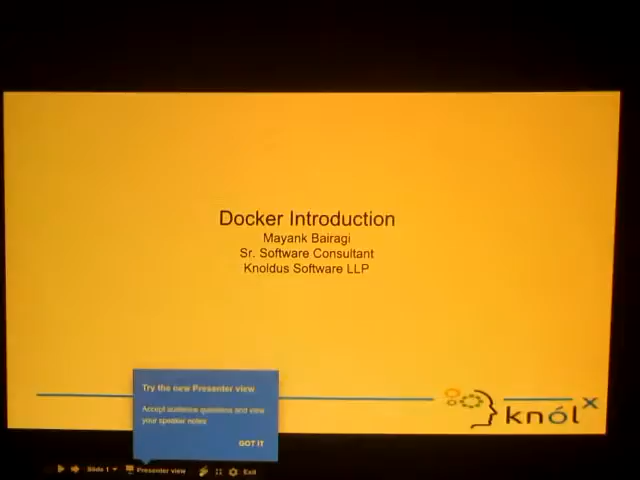 Docker Introduction
Mayank Bairagi
Sr. Software Consultant
Knoldus Software LLP
Try the new Presenter view
Accept audience questions and view
your speaker notes
GOT IT
knólx
Slide 1
Presenter view
Exit